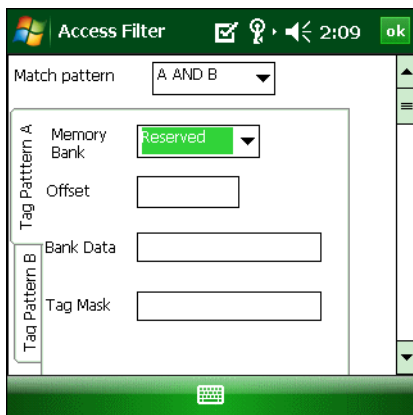 Access Filter 2:09 ok
Match pattern A AND B
Tag Patttern A
Memory Bank Reserved
Offset
Bank Data
Tag Mask
Tag Pattern B